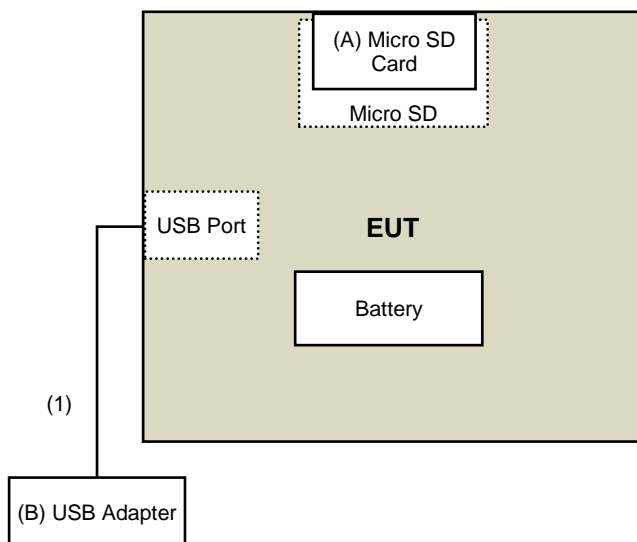 (A) Micro SD
Card
Micro SD
USB Port
EUT
Battery
(1)
(B) USB Adapter